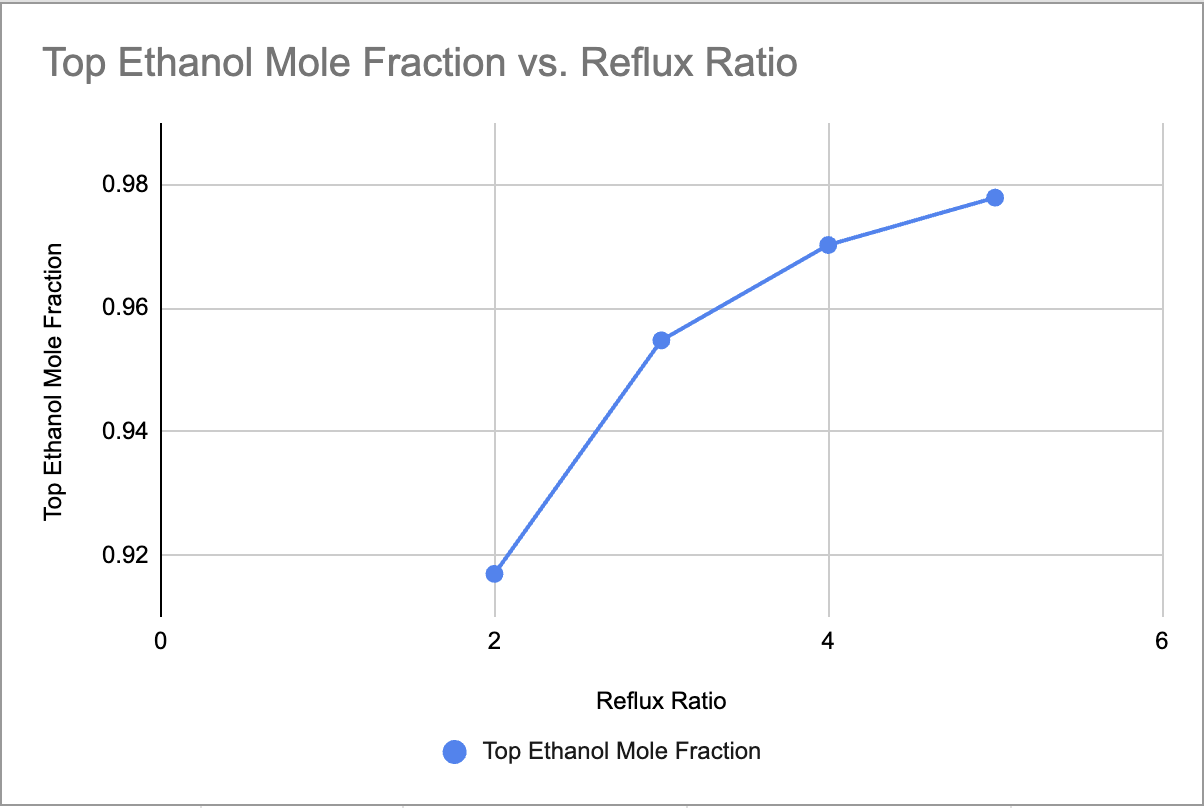 Top Ethanol Mole Fraction vs. Reflux Ratio
Top Ethanol Mole Fraction
0.98
0.96
0.94
0.92
0
2
4
6
Reflux Ratio
Top Ethanol Mole Fraction